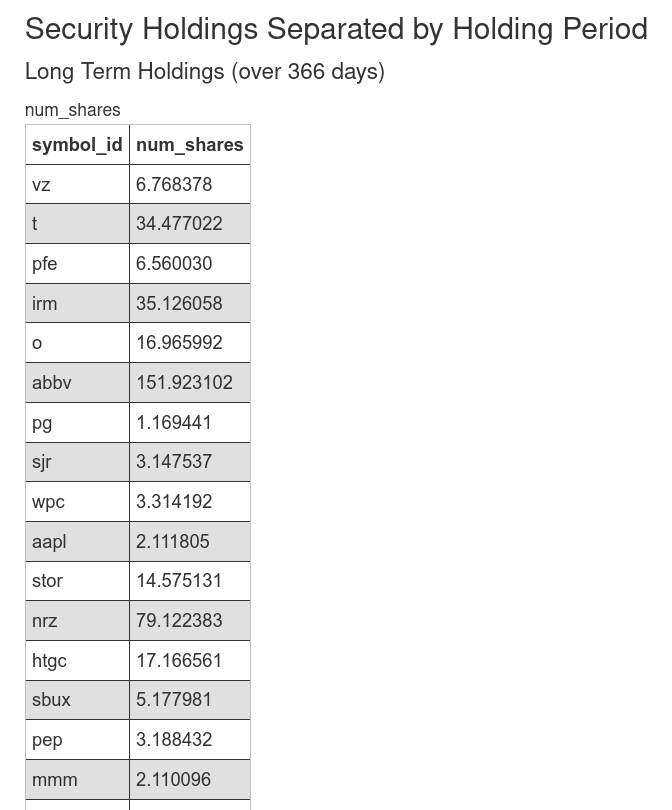 Security Holdings Separated by Holding Period
Long Term Holdings (over 366 days)
num_shares
symbol_id num_shares
vz 6.768378
t 34.477022
pfe 6.560030
irm 35.126058
o 16.965992
abbv 151.923102
pg 1.169441
sjr 3.147537
wpc 3.314192
aapl 2.111805
stor 14.575131
nrz 79.122383
htgc 17.166561
sbux 5.177981
pep 3.188432
mmm 2.110096